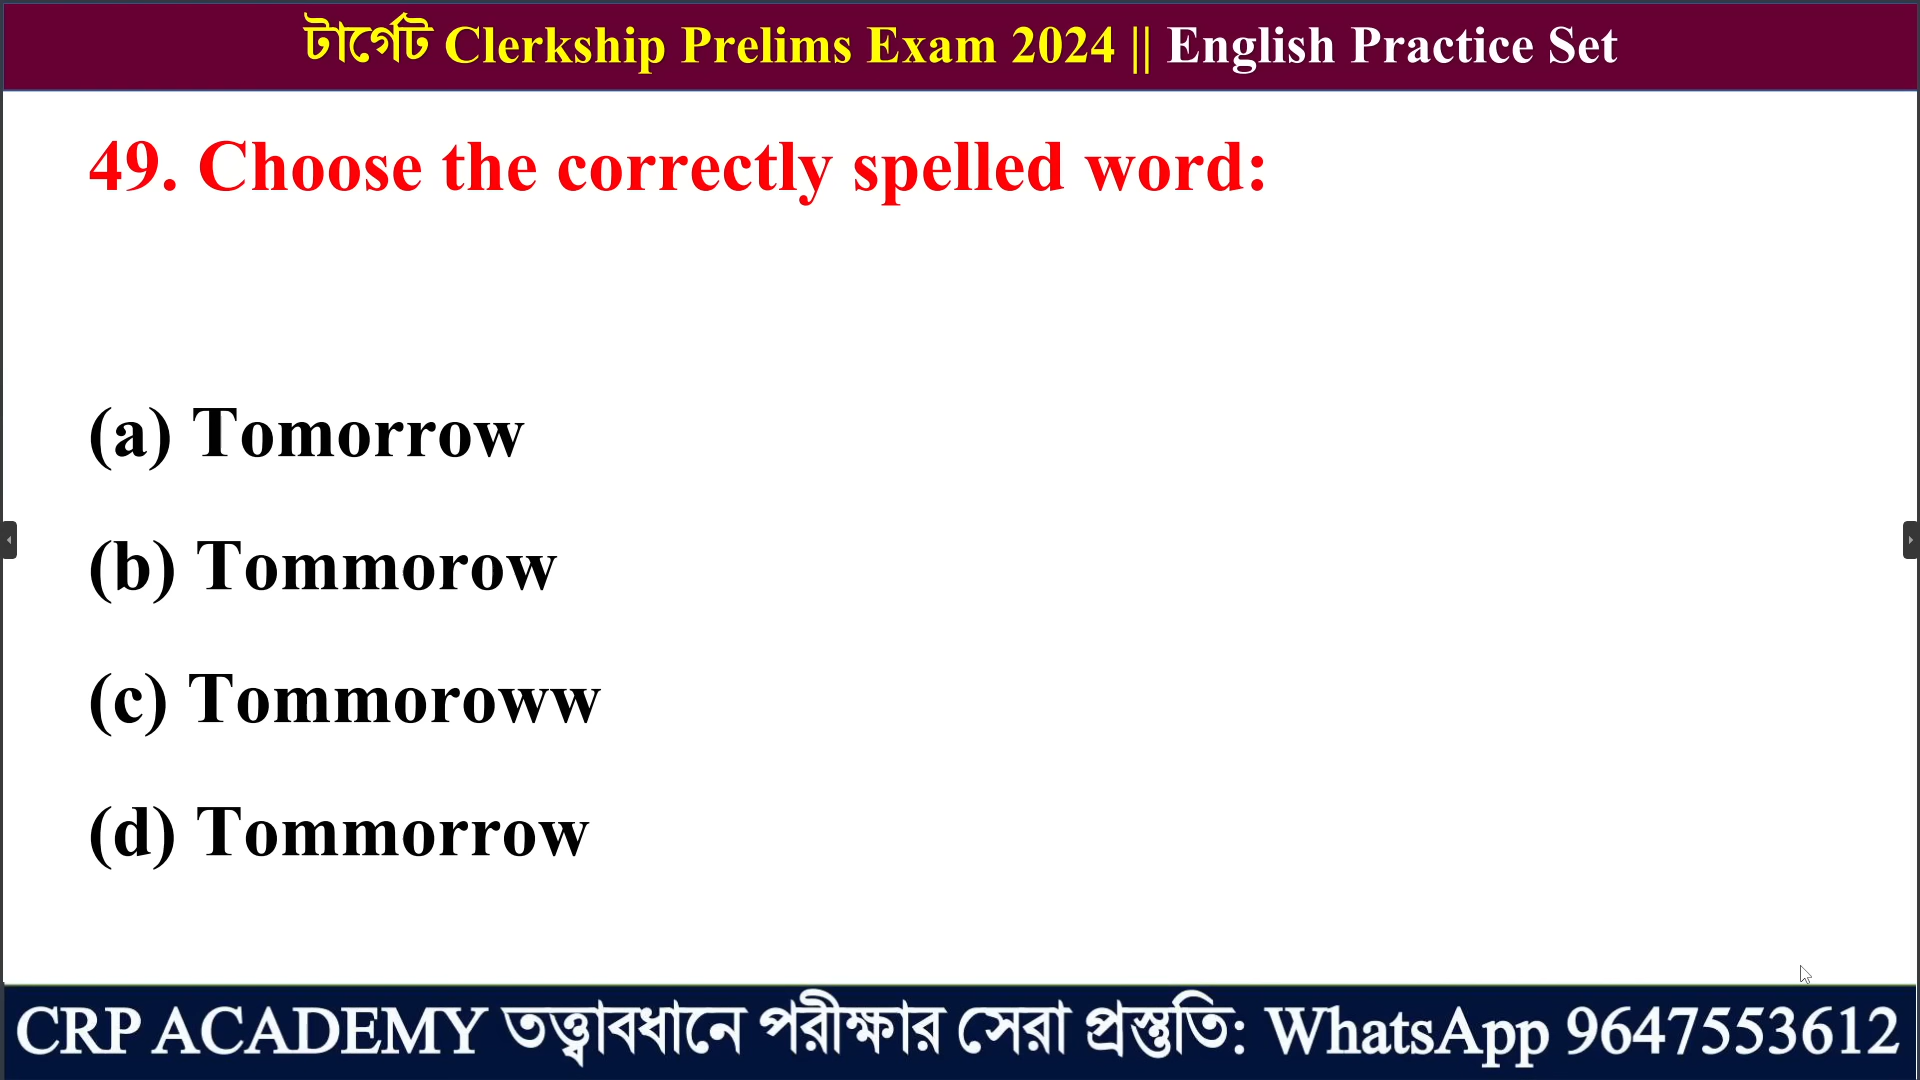 টার্গেট Clerkship Prelims Exam 2024 || English Practice Set
49. Choose the correctly spelled word:
(a) Tomorrow
(b) Tommorow
(c) Tommoroww
(d) Tommorrow
CRP ACADEMY তত্ত্বাবধানে পরীক্ষার সেরা প্রস্তুতি: WhatsApp 9647553612